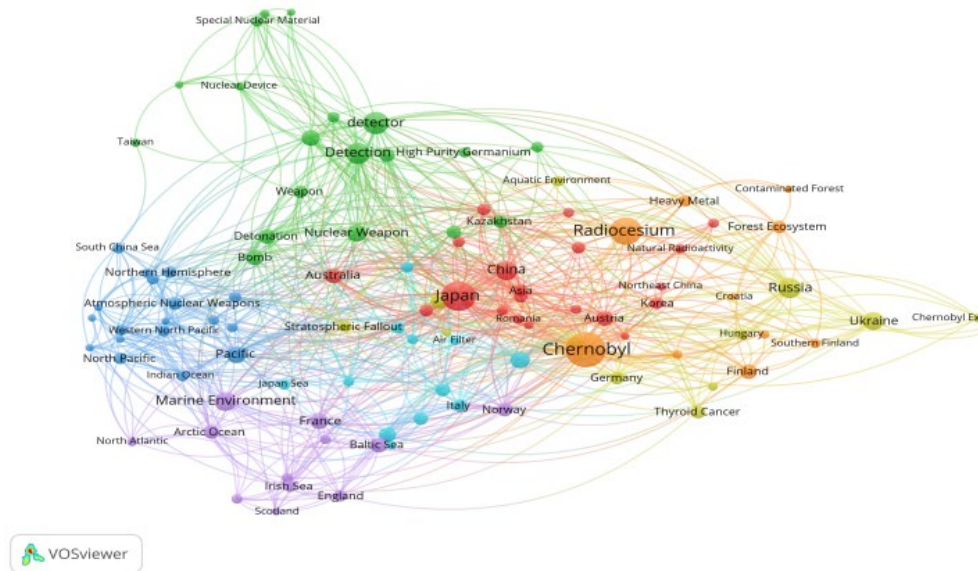 Special Nuclear Material
Nuclear Device
detector
Taiwan
Detection
High Purity Germanium
Aquatic Environment
Weapon
Heavy Metal
Contaminated Forest
Kazakhstan
Forest Ecosystem
Radiocesium
Nuclear Weapon
Detonation
South China Sea
Natural Radioactivity
Bomb
Northern Hemisphere
Australia
China
Northeast China
Russia
Asia
Japan
Croatia
Atmospheric Nuclear Weapons
Korea
Romania
Austria
Ukraine
Chernobyl Ex
Stratospheric Fallout
Western North Pacific
Hungary
Air Filter
Southern Finland
Chernobyl
Pacific
North Pacific
Finland
Indian Ocean
Germany
Japan Sea
Marine Environment
Italy
Norway
Thyroid Cancer
France
Arctic Ocean
North Atlantic
Baltic Sea
Irish Sea
England
Scotland
VOSviewer